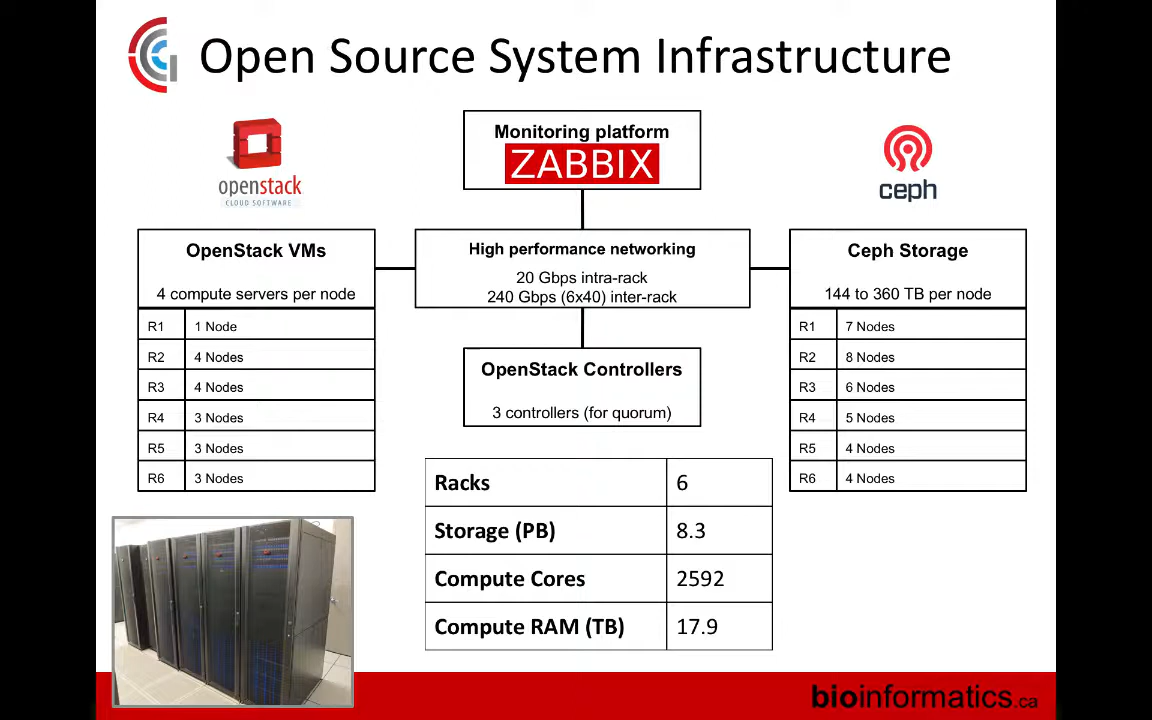 Open Source System Infrastructure
openstack
CLOUD SOFTWARE
Monitoring platform
ZABBIX
ceph
OpenStack VMs
4 compute servers per node
R1 1 Node
R2 4 Nodes
R3 4 Nodes
R4 3 Nodes
R5 3 Nodes
R6 3 Nodes
High performance networking
20 Gbps intra-rack
240 Gbps (6x40) inter-rack
OpenStack Controllers
3 controllers (for quorum)
Ceph Storage
144 to 360 TB per node
R1 7 Nodes
R2 8 Nodes
R3 6 Nodes
R4 5 Nodes
R5 4 Nodes
R6 4 Nodes
Racks 6
Storage (PB) 8.3
Compute Cores 2592
Compute RAM (TB) 17.9
bioinformatics.ca